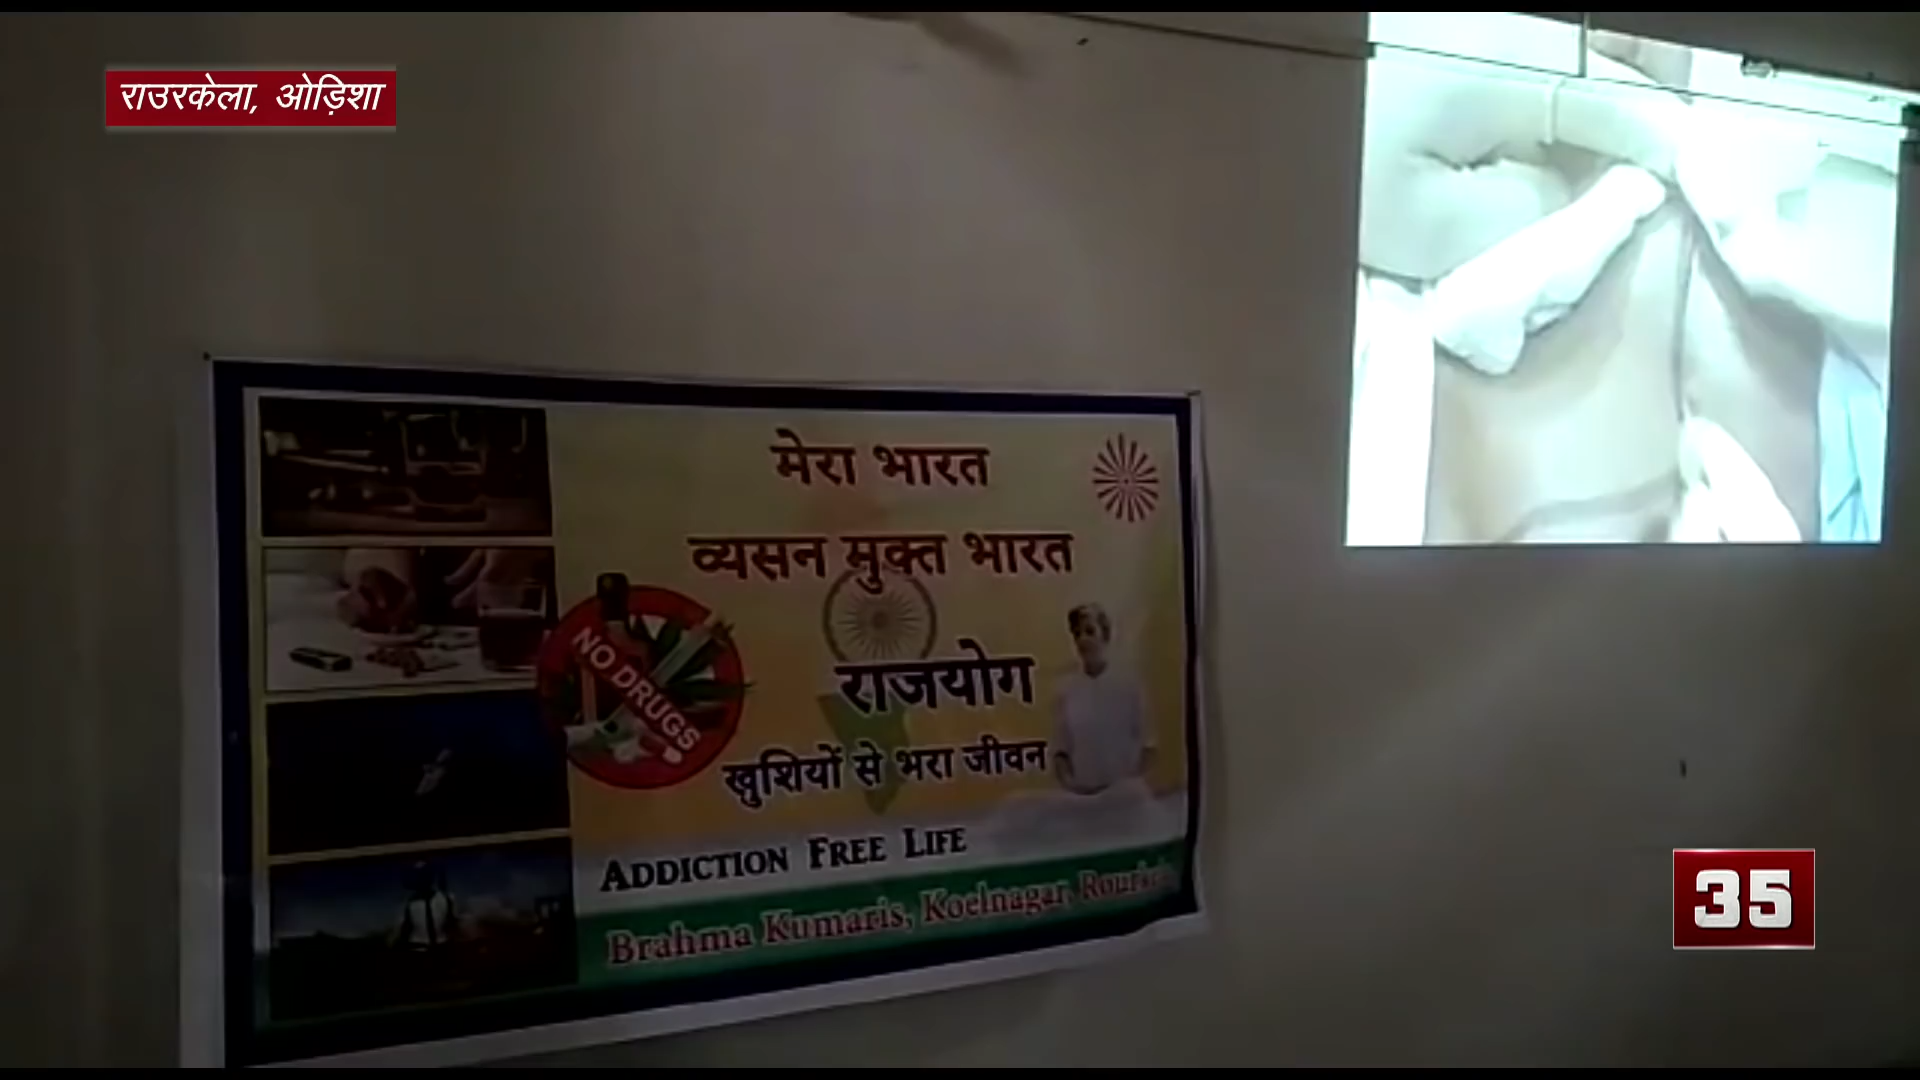 राउरकेला, ओड़िशा
मेरा भारत
व्यसन मुक्त भारत
NO DRUGS
राजयोग
खुशियों से भरा जीवन
ADDICTION FREE LIFE
Brahma Kumaris, Koelnagar,
35